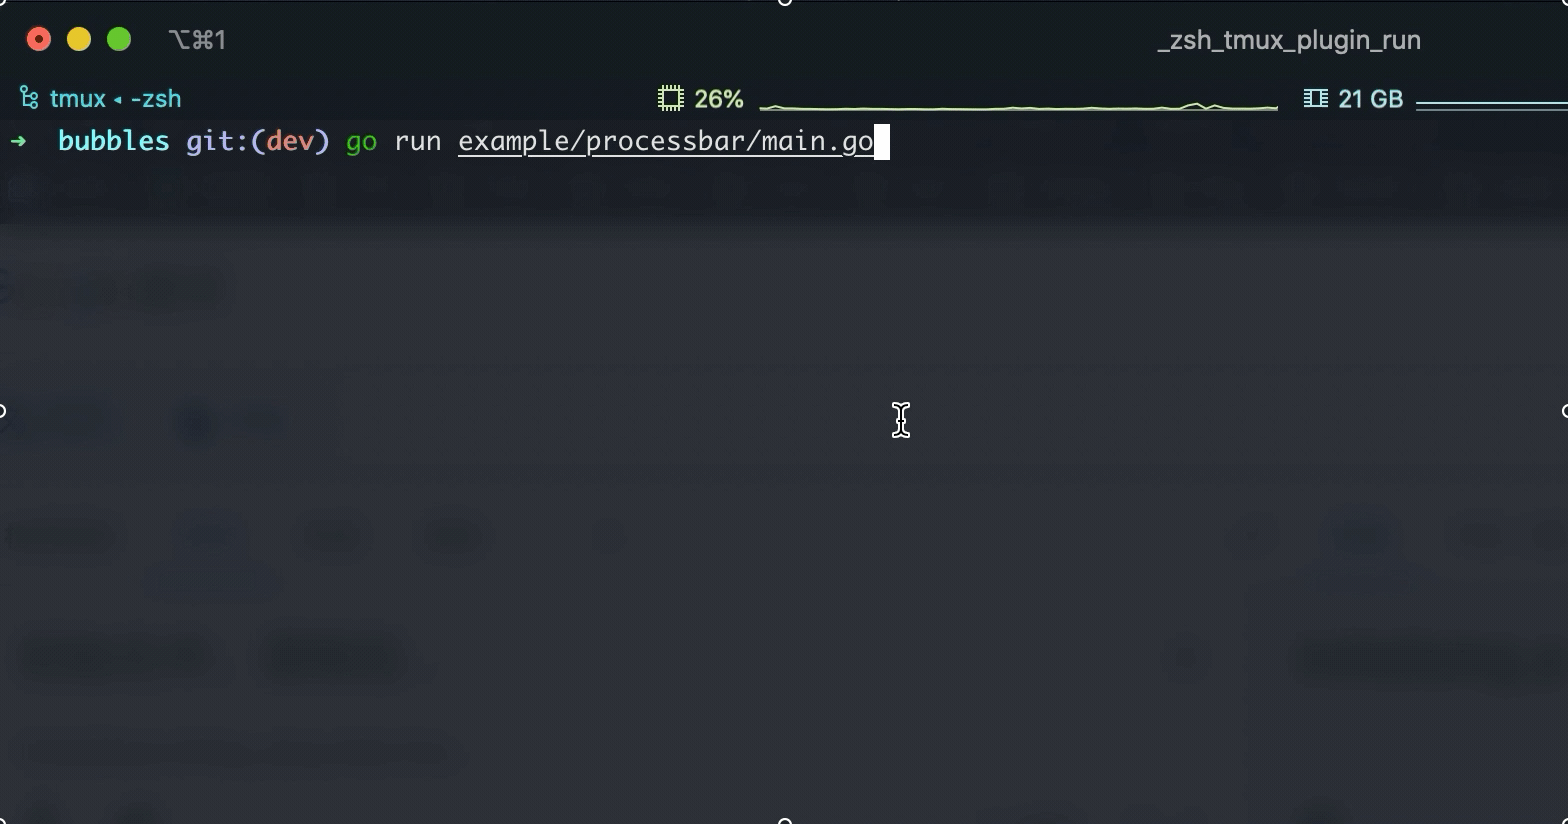 ⌥⌘1 _zsh_tmux_plugin_run
tmux ◂ -zsh 26% 21 GB
➜ bubbles git:(dev) go run example/processbar/main.go